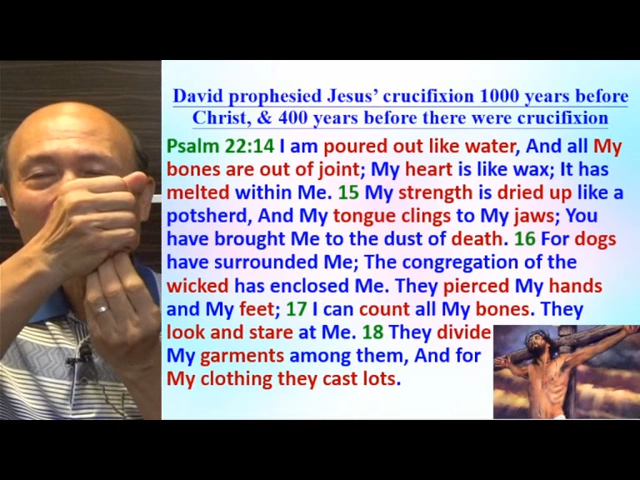 David prophesied Jesus’ crucifixion 1000 years before
Christ, & 400 years before there were crucifixion
Psalm 22:14 I am poured out like water, And all My
bones are out of joint; My heart is like wax; It has
melted within Me. 15 My strength is dried up like a
potsherd, And My tongue clings to My jaws; You
have brought Me to the dust of death. 16 For dogs
have surrounded Me; The congregation of the
wicked has enclosed Me. They pierced My hands
and My feet; 17 I can count all My bones. They
look and stare at Me. 18 They divide
My garments among them, And for
My clothing they cast lots.